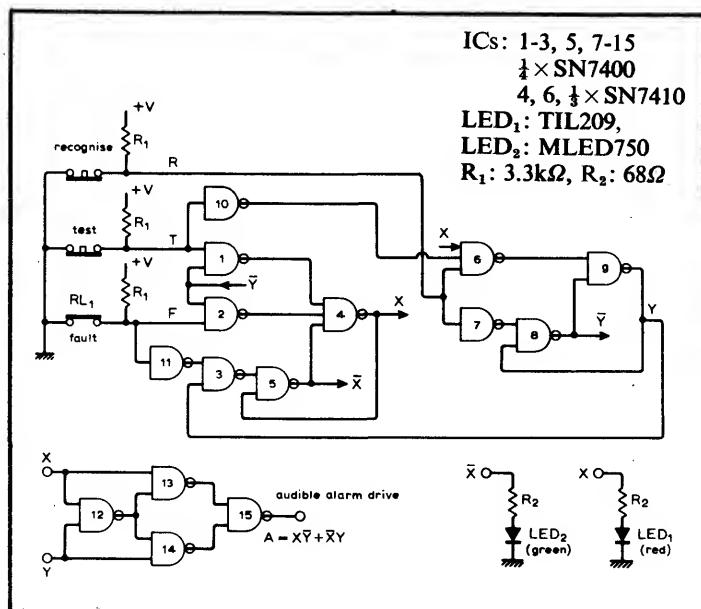 ICs: 1-3, 5, 7-15
¼ × SN7400
4, 6, ⅓ × SN7410
LED₁: TIL209,
LED₂: MLED750
R₁: 3.3kΩ, R₂: 68Ω
+V
R₁
recognise
R
+V
R₁
test
T
+V
R₁
RL₁
fault
F
10
1
Y̅
2
4
X
11
3
5
X̅
X
6
9
7
8
Y̅
Y
X
Y
12
13
14
15
audible alarm drive
A = XY̅ + X̅Y
X̅
R₂
LED₂
(green)
X
R₂
LED₁
(red)